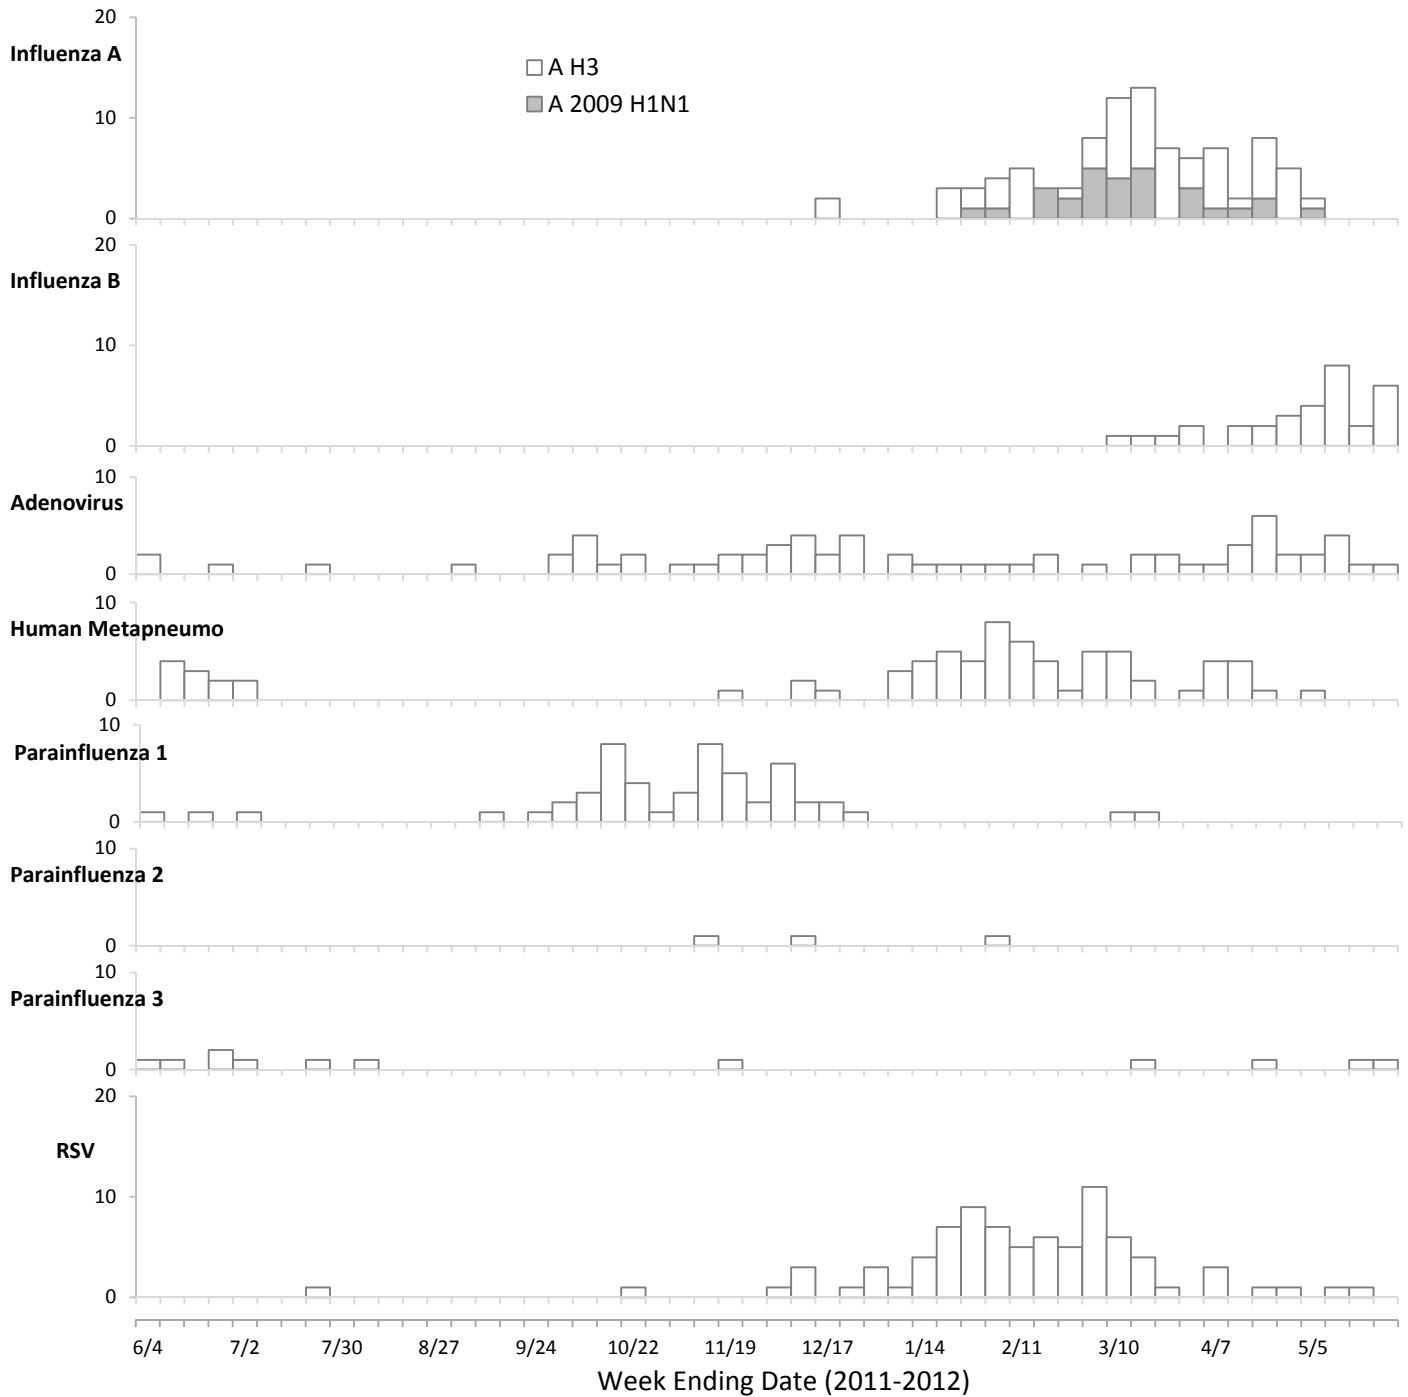 20
Influenza A
A H3
A 2009 H1N1
10
0
20
Influenza B
10
0
10
Adenovirus
0
10
Human Metapneumo
0
10
Parainfluenza 1
0
10
Parainfluenza 2
0
10
Parainfluenza 3
0
20
RSV
10
0
6/4 7/2 7/30 8/27 9/24 10/22 11/19 12/17 1/14 2/11 3/10 4/7 5/5
Week Ending Date (2011-2012)